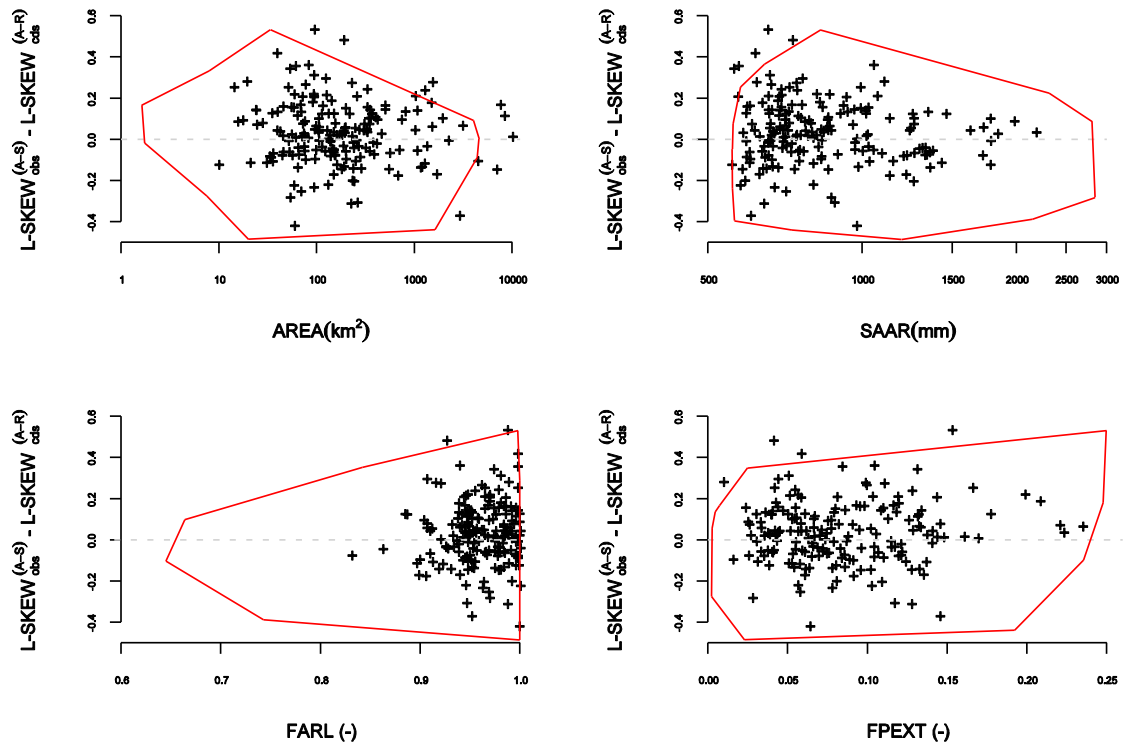 L-SKEW obs (A–S) - L-SKEW cds (A–R)
0.6
0.4
0.2
0.0
-0.2
-0.4
1 10 100 1000 10000
AREA(km²)
L-SKEW obs (A–S) - L-SKEW cds (A–R)
0.6
0.4
0.2
0.0
-0.2
-0.4
500 1000 1500 2000 2500 3000
SAAR(mm)
L-SKEW obs (A–S) - L-SKEW cds (A–R)
0.6
0.4
0.2
0.0
-0.2
-0.4
0.6 0.7 0.8 0.9 1.0
FARL (-)
L-SKEW obs (A–S) - L-SKEW cds (A–R)
0.6
0.4
0.2
0.0
-0.2
-0.4
0.00 0.05 0.10 0.15 0.20 0.25
FPEXT (-)